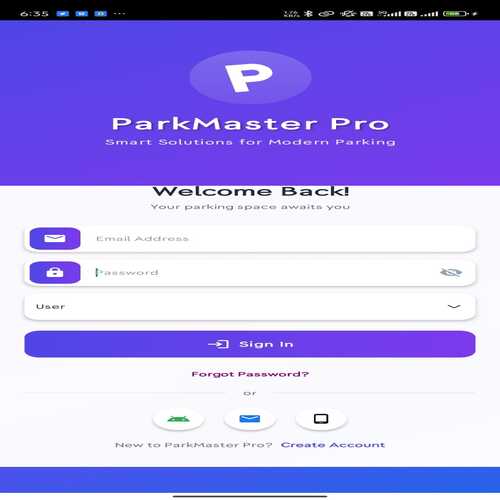 6:35
P
ParkMaster Pro
Smart Solutions for Modern Parking
Welcome Back!
Your parking space awaits you
Email Address
Password
User
Sign In
Forgot Password?
or
New to ParkMaster Pro? Create Account